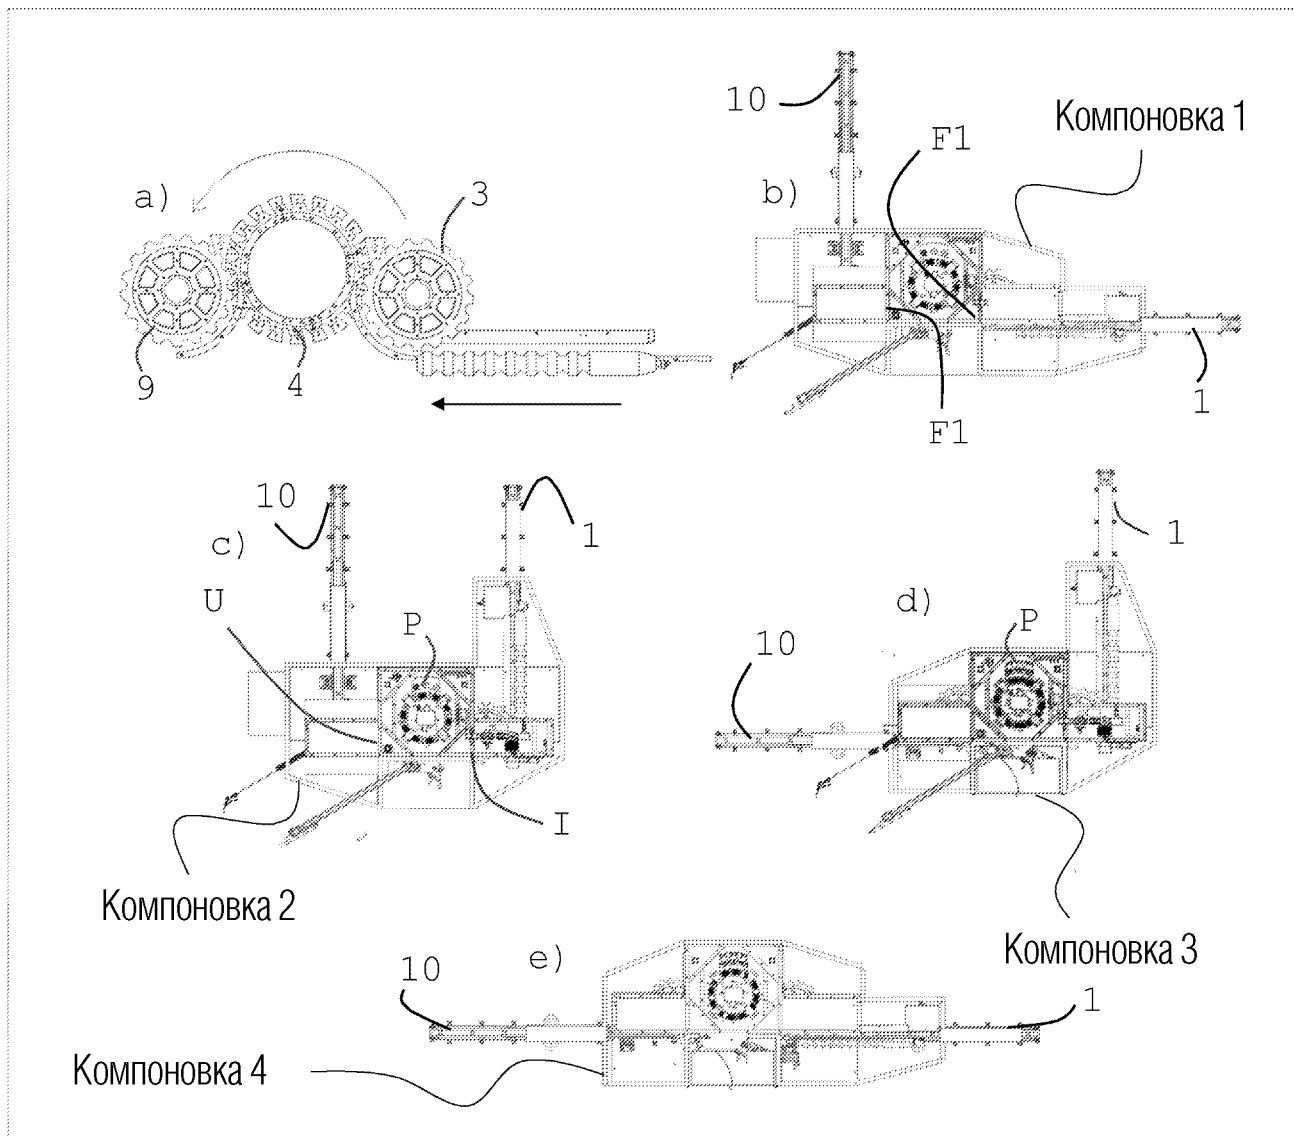 a)
3
9
4
b)
10
F1
Компоновка 1
F1
1
c)
10
1
U
P
I
Компоновка 2
d)
1
P
10
Компоновка 3
e)
10
1
Компоновка 4